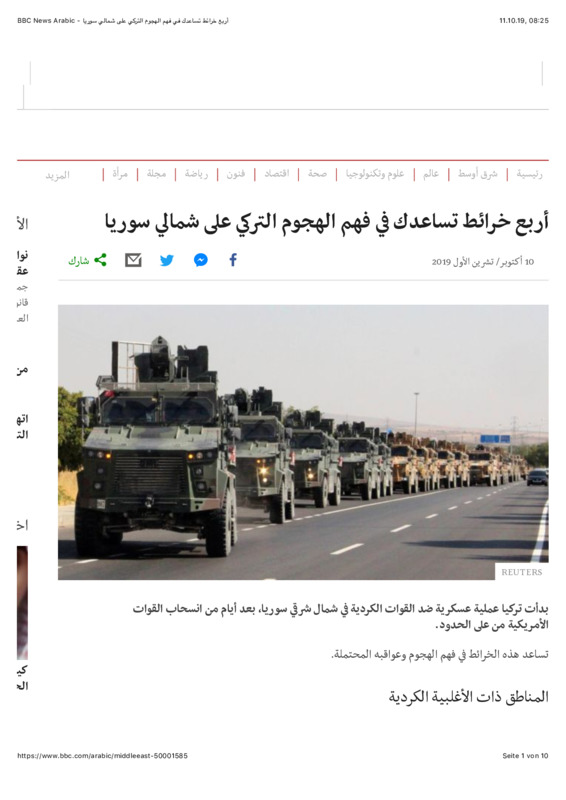 أربع خرائط تساعدك في فهم الهجوم التركي على شمالي سوريا - BBC News Arabic
11.10.19, 08:25
رئيسية | شرق أوسط | عالم | علوم وتكنولوجيا | صحة | اقتصاد | فنون | رياضة | مجلة | مرأة |
المزيد
أربع خرائط تساعدك في فهم الهجوم التركي على شمالي سوريا
10 أكتوبر/ تشرين الأول 2019
شارك
REUTERS
بدأت تركيا عملية عسكرية ضد القوات الكردية في شمال شرقي سوريا، بعد أيام من انسحاب القوات
الأمريكية من على الحدود.
تساعد هذه الخرائط في فهم الهجوم وعواقبه المحتملة.
المناطق ذات الأغلبية الكردية
من
https://www.bbc.com/arabic/middleeast-50001585
Seite 1 von 10